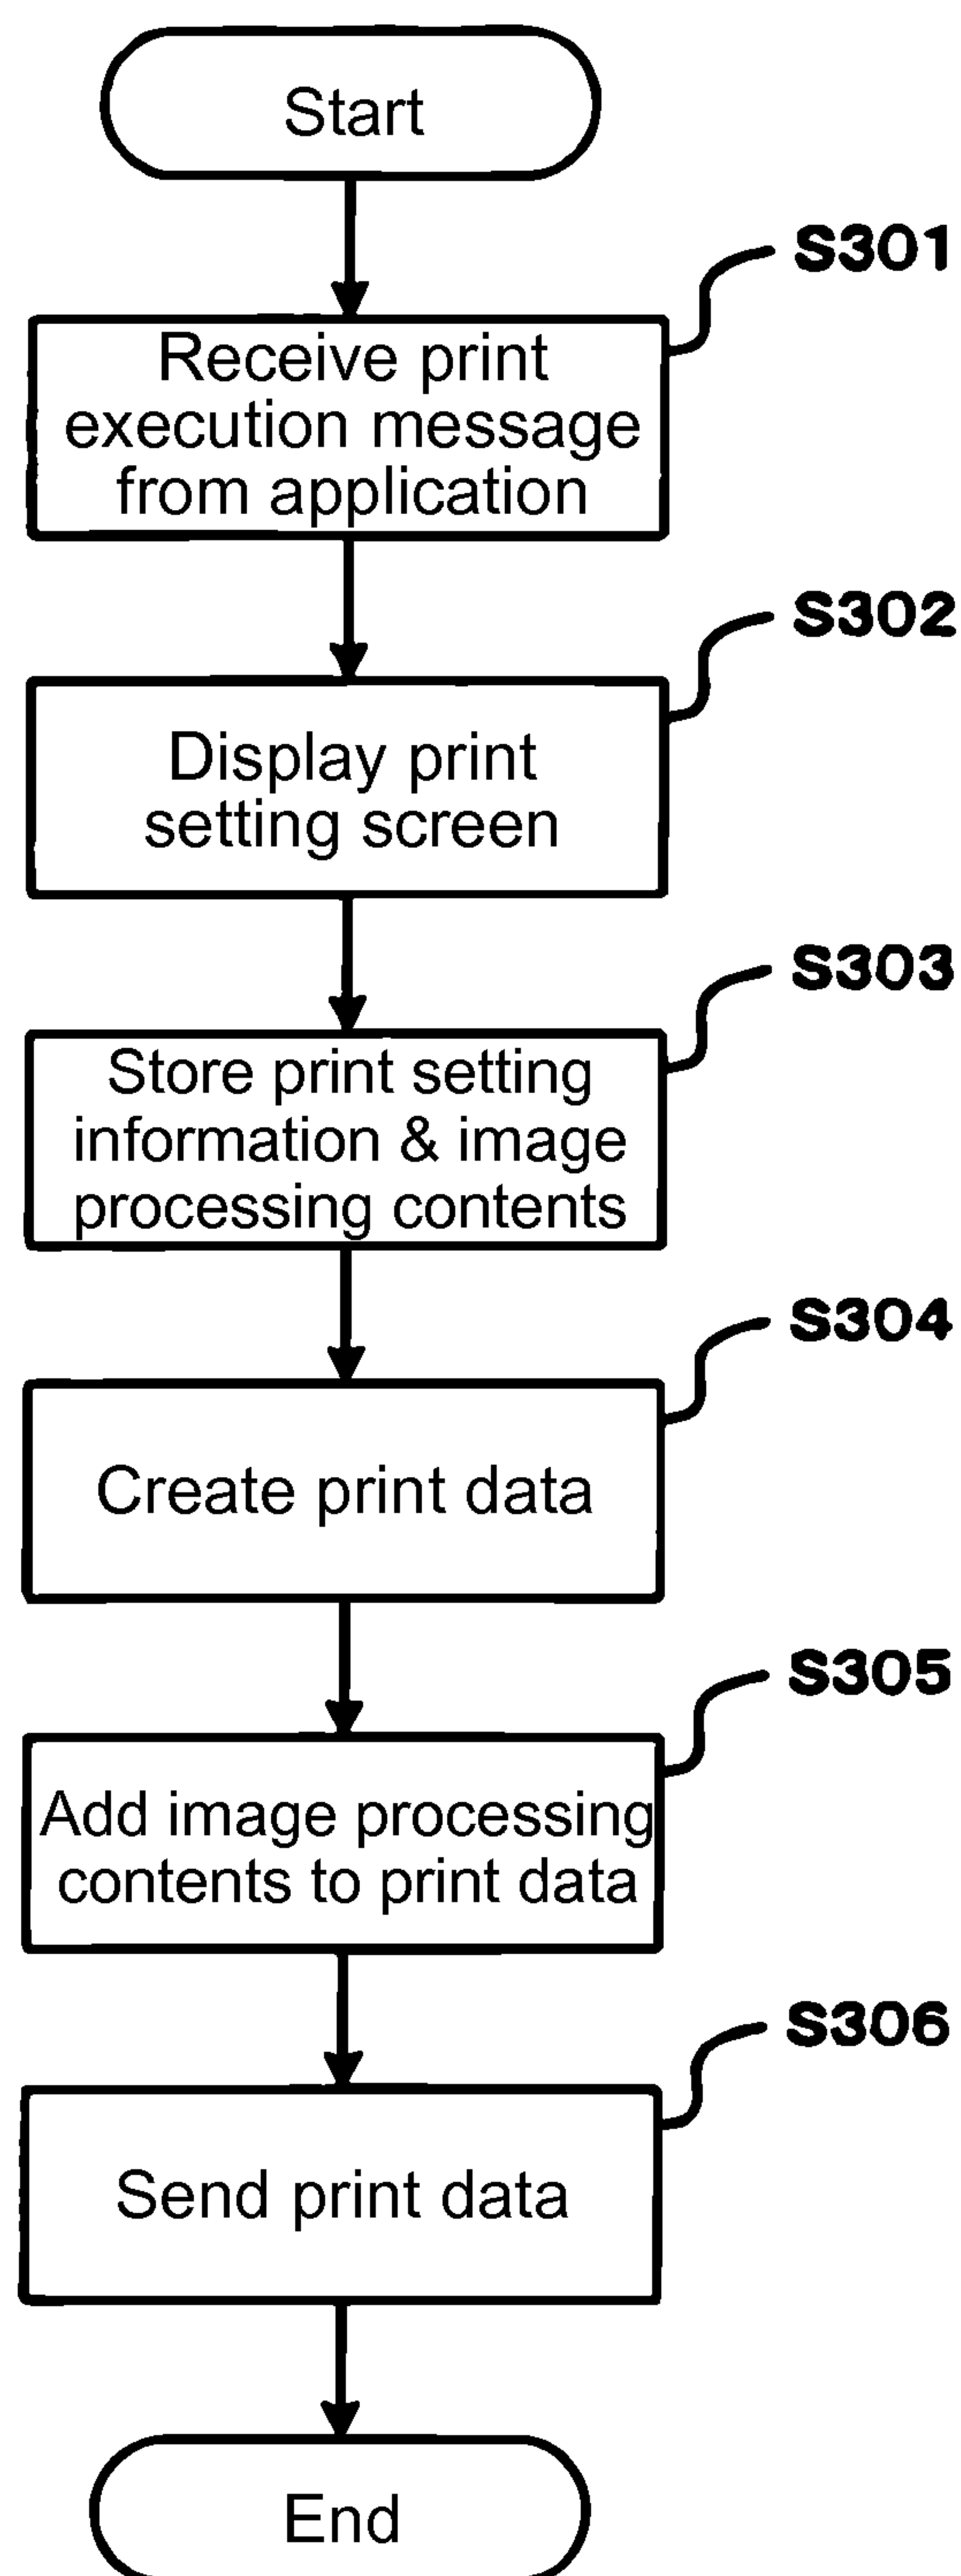 Start
S301
Receive print
execution message
from application
S302
Display print
setting screen
S303
Store print setting
information & image
processing contents
S304
Create print data
S305
Add image processing
contents to print data
S306
Send print data
End